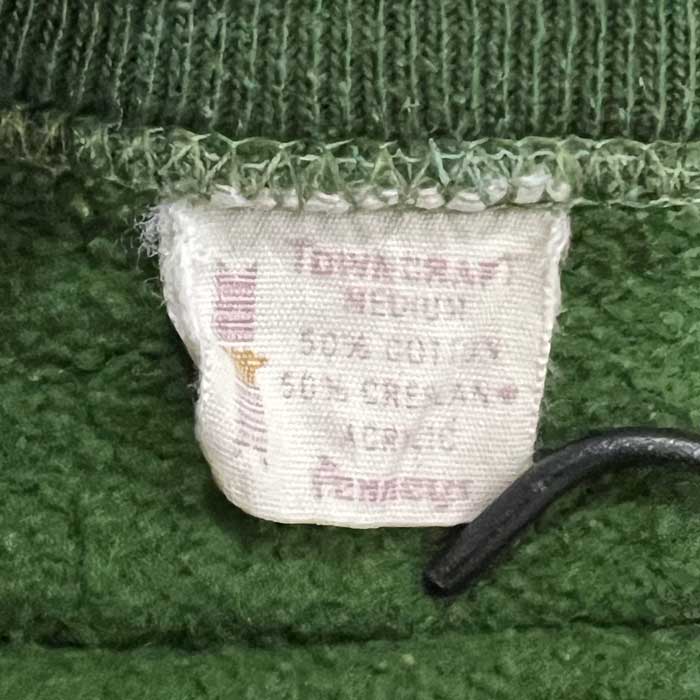 TOWNCRAFT
MEDIUM
50% COTTON
50% CRESLAN®
ACRYLIC
PENNEYS